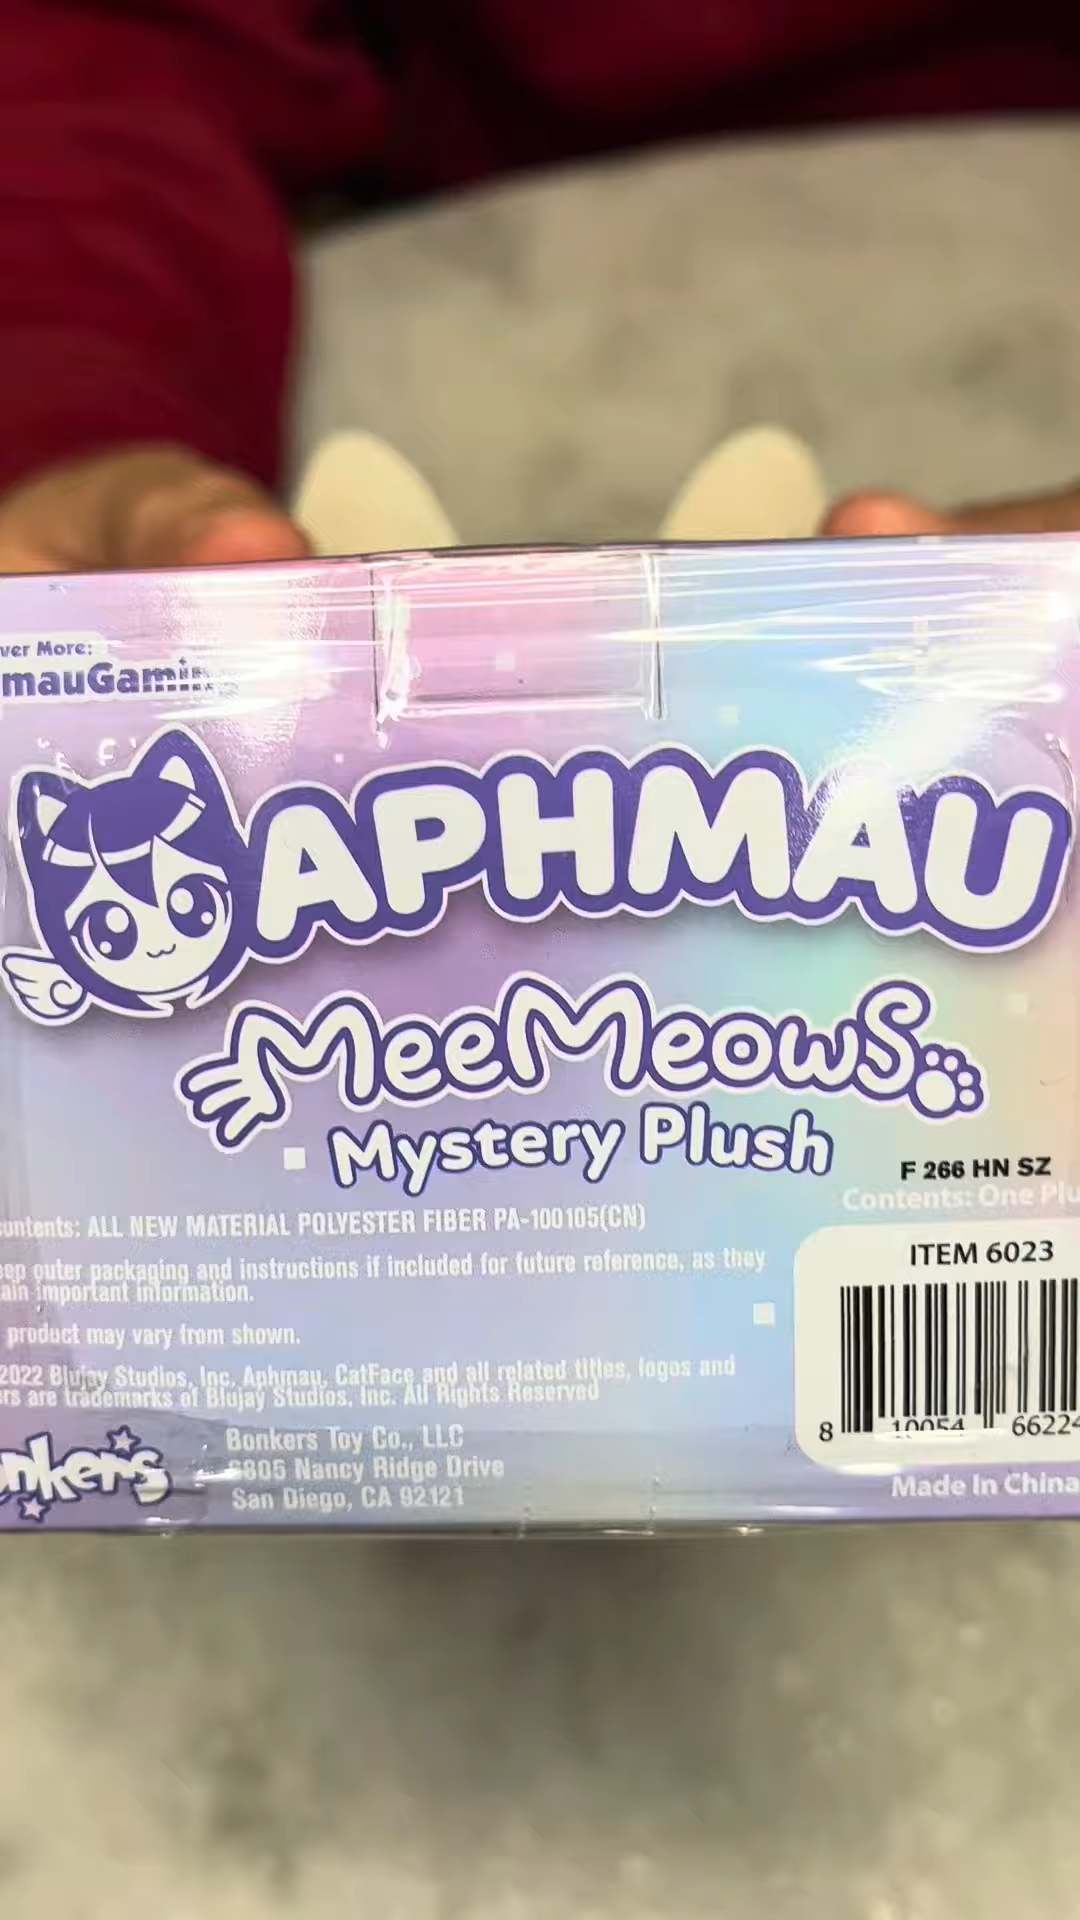 ver More:
mauGamin
APHMAU
MeeMeows
Mystery Plush
F 266 HN SZ
Contents: One Plu
ontents: ALL NEW MATERIAL POLYESTER FIBER PA-100105(CN)
ITEM 6023
ep outer packaging and instructions if included for future reference, as they
ain important information.
product may vary from shown.
2022 Blujay Studios, Inc. Aphmau, CatFace and all related titles, logos and
rs are trademarks of Blujay Studios, Inc. All Rights Reserved
8 10054 66224
nkers
Bonkers Toy Co., LLC
6805 Nancy Ridge Drive
San Diego, CA 92121
Made In China